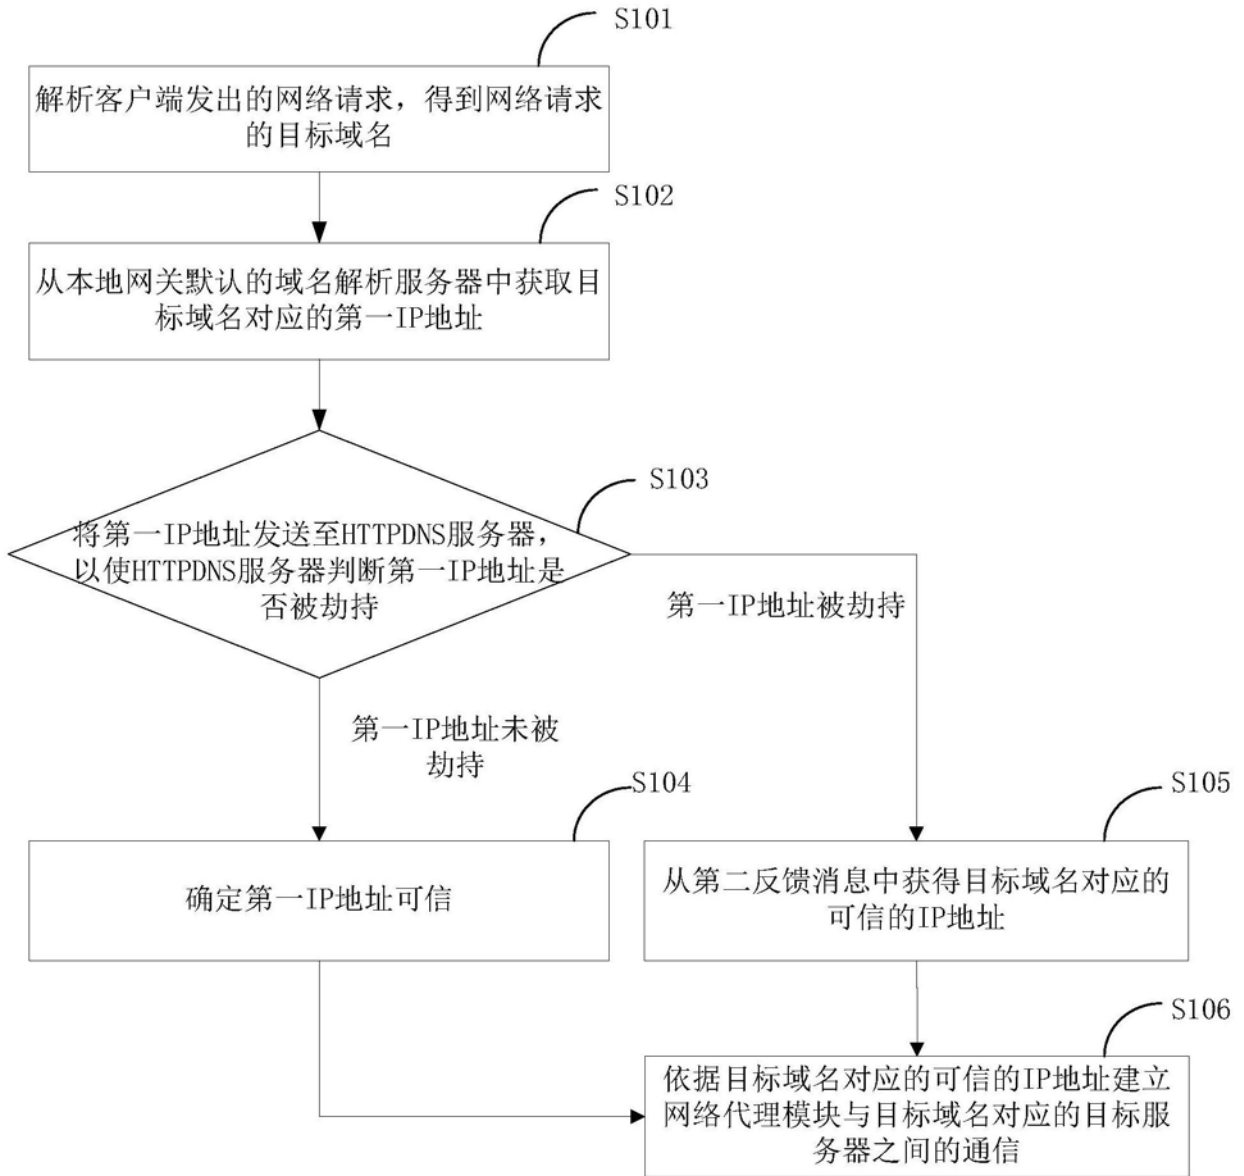 S101
解析客户端发出的网络请求，得到网络请求
的目标域名
S102
从本地网关默认的域名解析服务器中获取目
标域名对应的第一IP地址
S103
将第一IP地址发送至HTTPDNS服务器，
以使HTTPDNS服务器判断第一IP地址是
否被劫持
第一IP地址被劫持
第一IP地址未被
劫持
S104
确定第一IP地址可信
S105
从第二反馈消息中获得目标域名对应的
可信的IP地址
S106
依据目标域名对应的可信的IP地址建立
网络代理模块与目标域名对应的目标服
务器之间的通信